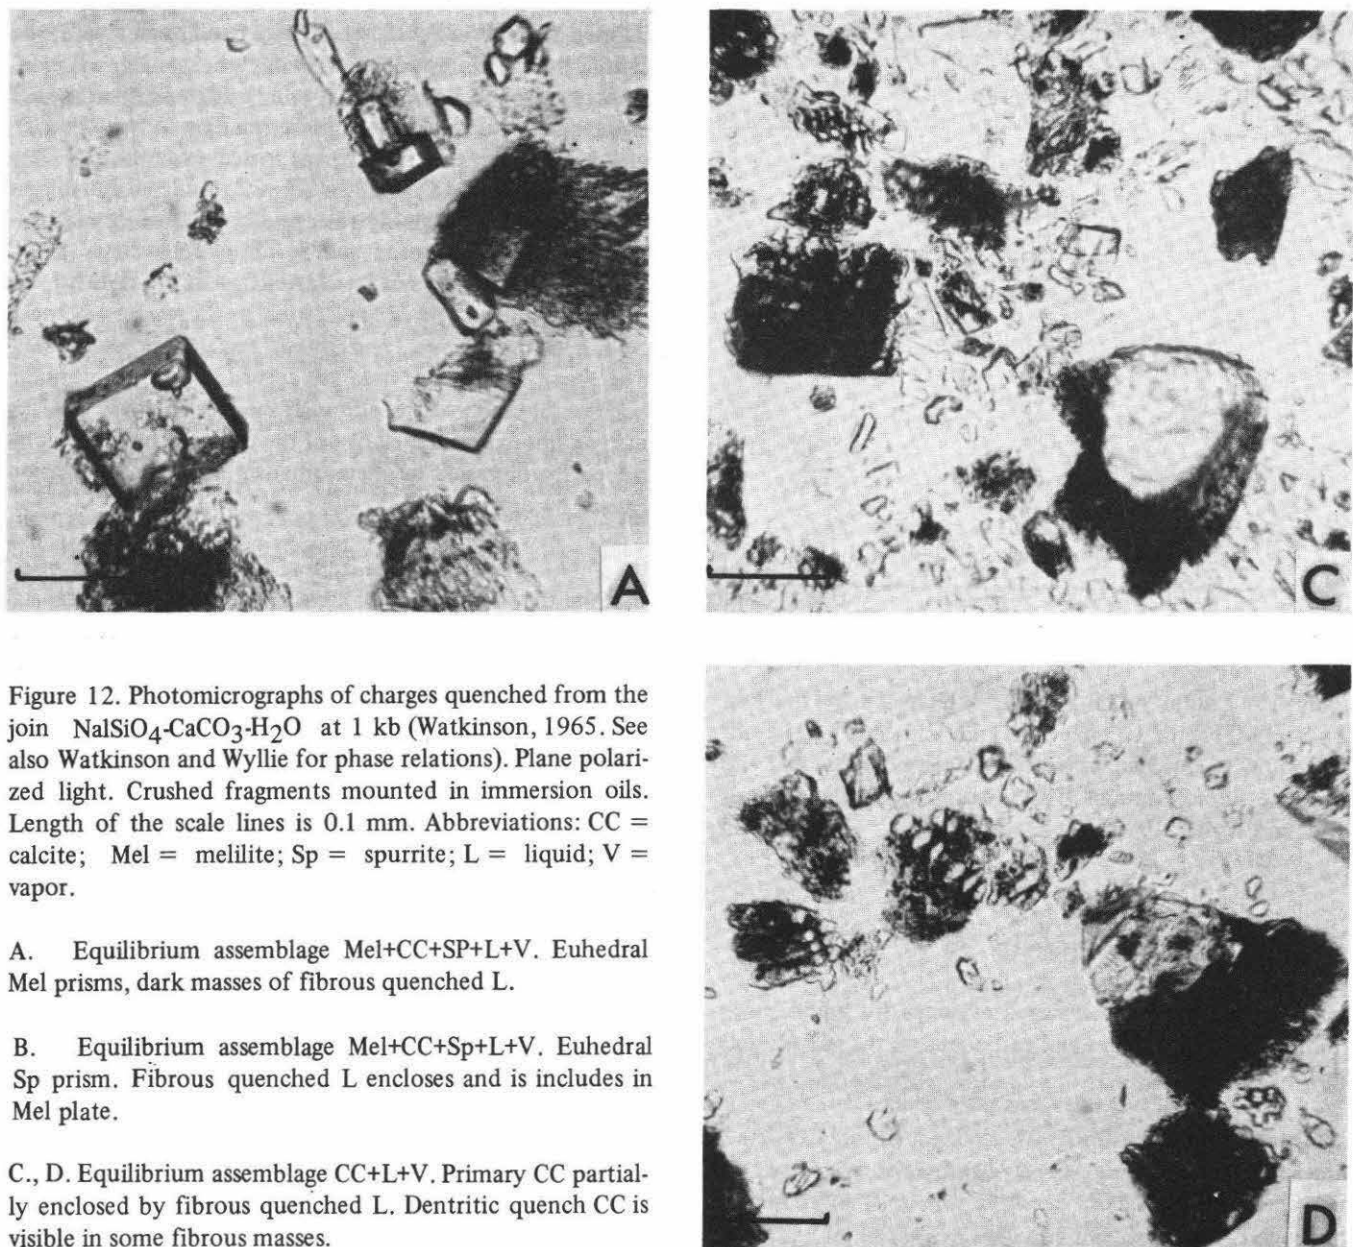 A
C
Figure 12. Photomicrographs of charges quenched from the
join NalSiO4-CaCO3-H2O at 1 kb (Watkinson, 1965. See
also Watkinson and Wyllie for phase relations). Plane polari-
zed light. Crushed fragments mounted in immersion oils.
Length of the scale lines is 0.1 mm. Abbreviations: CC =
calcite; Mel = melilite; Sp = spurrite; L = liquid; V =
vapor.
A. Equilibrium assemblage Mel+CC+SP+L+V. Euhedral
Mel prisms, dark masses of fibrous quenched L.
B. Equilibrium assemblage Mel+CC+Sp+L+V. Euhedral
Sp prism. Fibrous quenched L encloses and is includes in
Mel plate.
C., D. Equilibrium assemblage CC+L+V. Primary CC partial-
ly enclosed by fibrous quenched L. Dentritic quench CC is
visible in some fibrous masses.
D